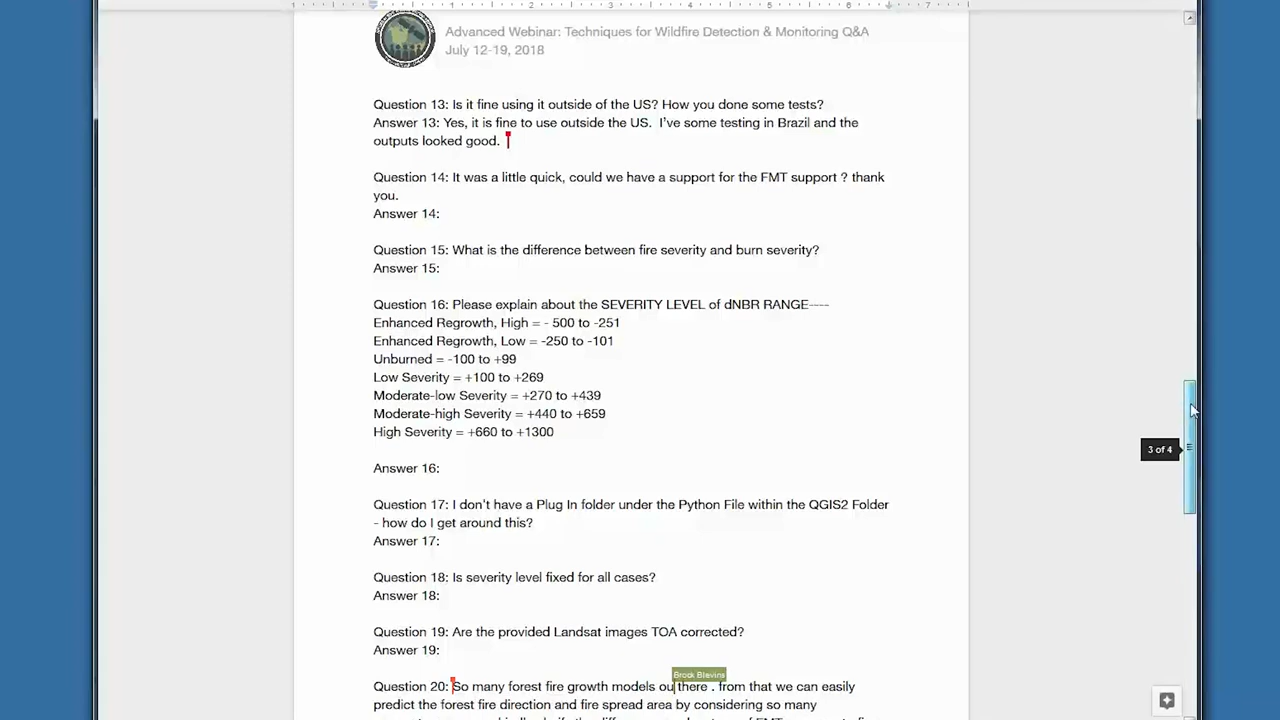 1 2 3 4 5 6 7
Advanced Webinar: Techniques for Wildfire Detection & Monitoring Q&A
July 12-19, 2018
Question 13: Is it fine using it outside of the US? How you done some tests?
Answer 13: Yes, it is fine to use outside the US. I've some testing in Brazil and the
outputs looked good.
Question 14: It was a little quick, could we have a support for the FMT support ? thank
you.
Answer 14:
Question 15: What is the difference between fire severity and burn severity?
Answer 15:
Question 16: Please explain about the SEVERITY LEVEL of dNBR RANGE----
Enhanced Regrowth, High = - 500 to -251
Enhanced Regrowth, Low = -250 to -101
Unburned = -100 to +99
Low Severity = +100 to +269
Moderate-low Severity = +270 to +439
Moderate-high Severity = +440 to +659
High Severity = +660 to +1300
3 of 4
Answer 16:
Question 17: I don't have a Plug In folder under the Python File within the QGIS2 Folder
- how do I get around this?
Answer 17:
Question 18: Is severity level fixed for all cases?
Answer 18:
Question 19: Are the provided Landsat images TOA corrected?
Answer 19:
Brock Blevins
Question 20: So many forest fire growth models ou there . from that we can easily
predict the forest fire direction and fire spread area by considering so many